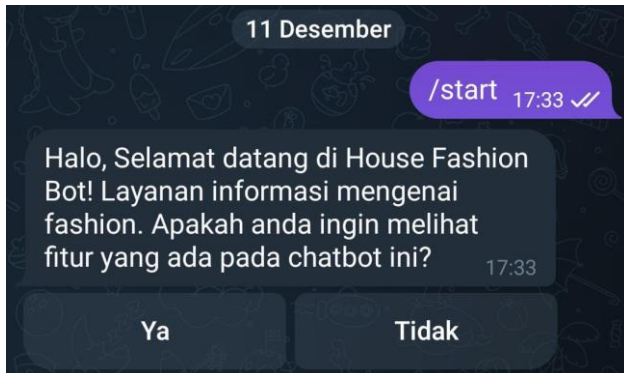 11 Desember
/start 17:33
Halo, Selamat datang di House Fashion
Bot! Layanan informasi mengenai
fashion. Apakah anda ingin melihat
fitur yang ada pada chatbot ini? 17:33
Ya Tidak